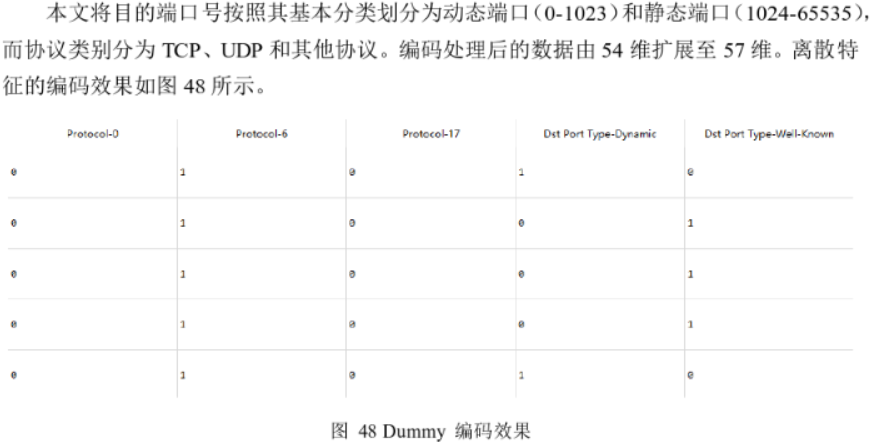 本文将目的端口号按照其基本分类划分为动态端口（0-1023）和静态端口（1024-65535），
而协议类别分为 TCP、UDP 和其他协议。编码处理后的数据由 54 维扩展至 57 维。离散特
征的编码效果如图 48 所示。
Protocol-0 Protocol-6 Protocol-17 Dst Port Type-Dynamic Dst Port Type-Well-Known
0 1 0 1 0
0 1 0 0 1
0 1 0 0 1
0 1 0 0 1
0 1 0 1 0
图 48 Dummy 编码效果